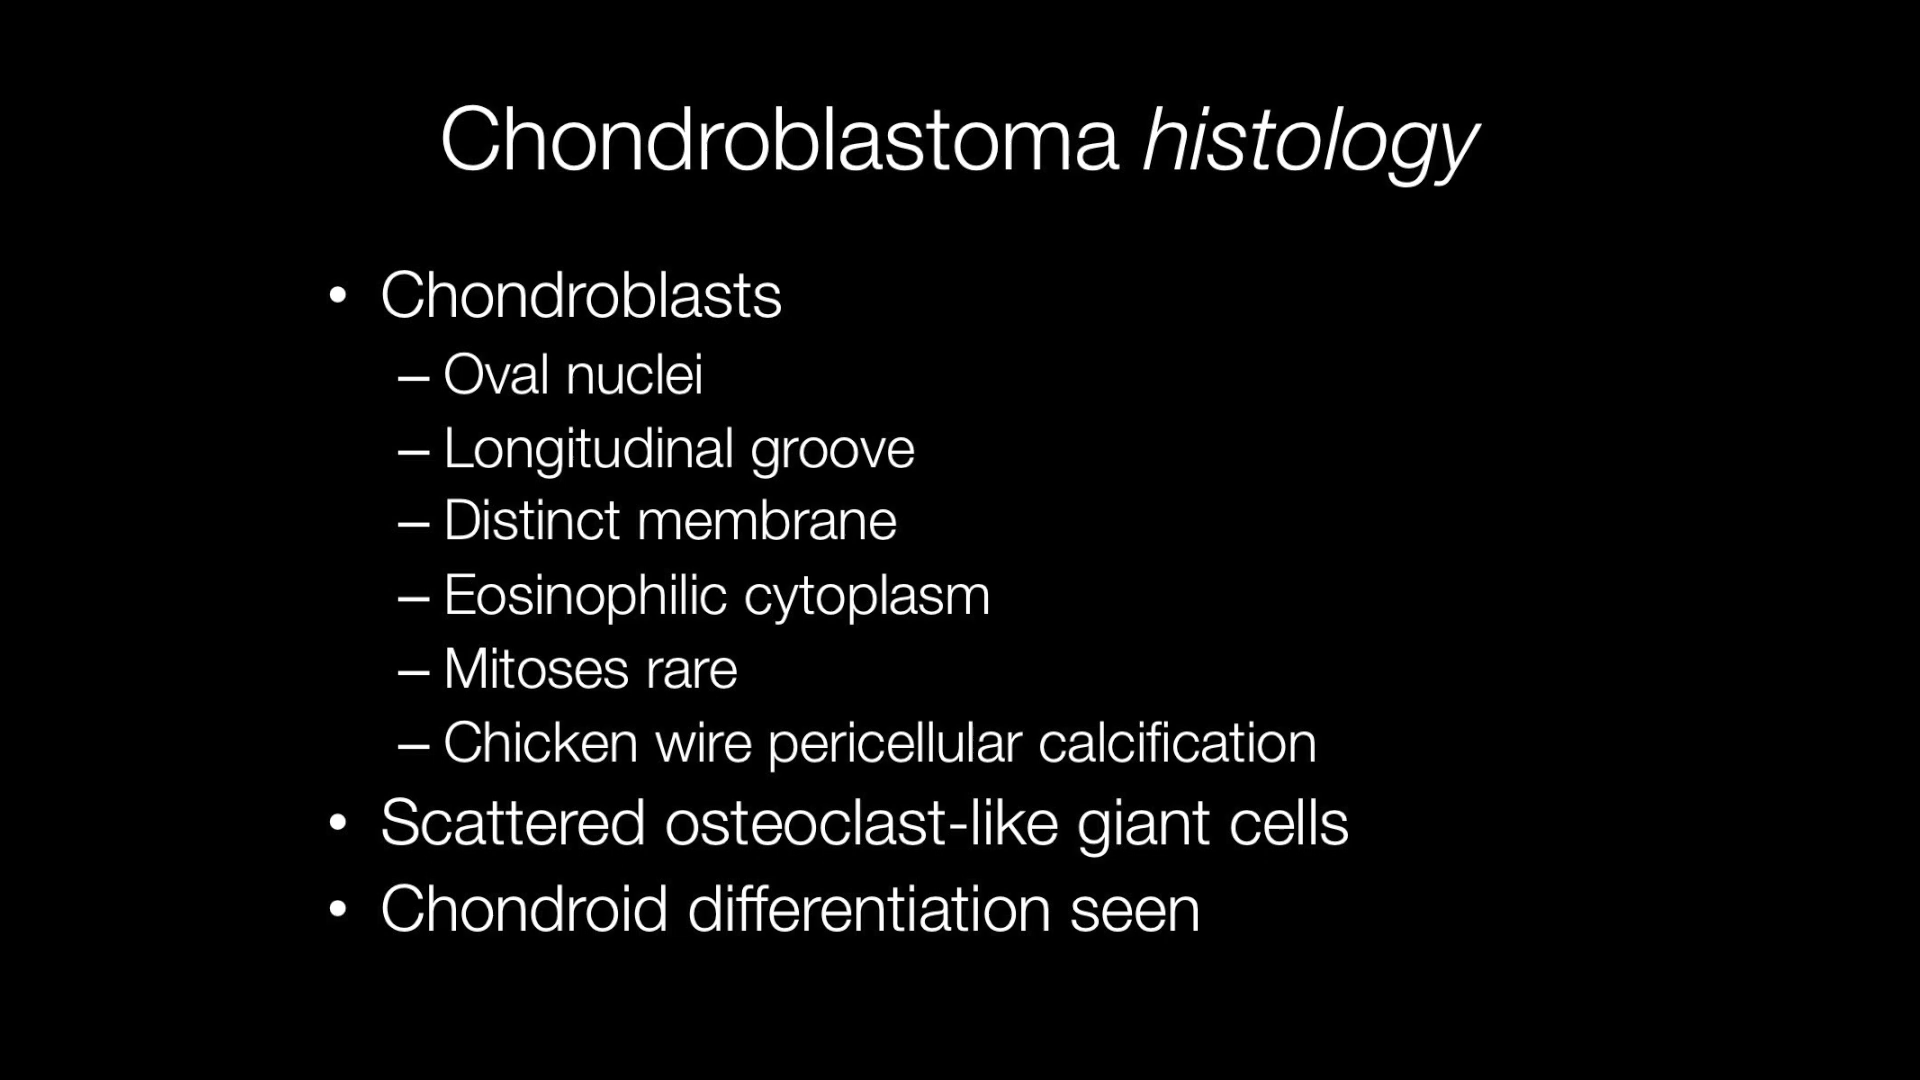 Chondroblastoma histology
• Chondroblasts
– Oval nuclei
– Longitudinal groove
– Distinct membrane
– Eosinophilic cytoplasm
– Mitoses rare
– Chicken wire pericellular calcification
• Scattered osteoclast-like giant cells
• Chondroid differentiation seen